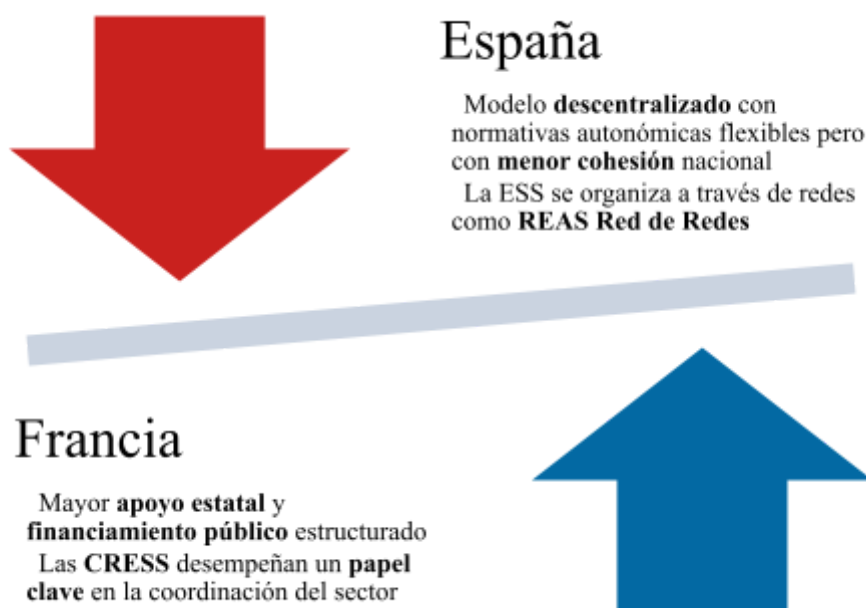 España
Modelo descentralizado con
normativas autonómicas flexibles pero
con menor cohesión nacional
La ESS se organiza a través de redes
como REAS Red de Redes
Francia
Mayor apoyo estatal y
financiamiento público estructurado
Las CRESS desempeñan un papel
clave en la coordinación del sector